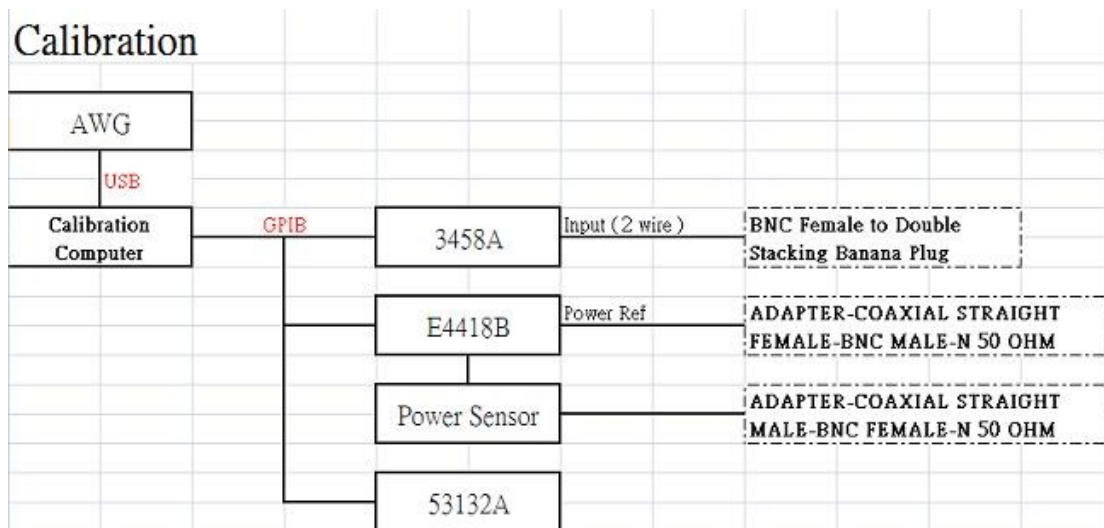 Calibration
AWG
USB
Calibration
Computer
GPIB
3458A
Input ( 2 wire )
BNC Female to Double
Stacking Banana Plug
E4418B
Power Ref
ADAPTER-COAXIAL STRAIGHT
FEMALE-BNC MALE-N 50 OHM
Power Sensor
ADAPTER-COAXIAL STRAIGHT
MALE-BNC FEMALE-N 50 OHM
53132A